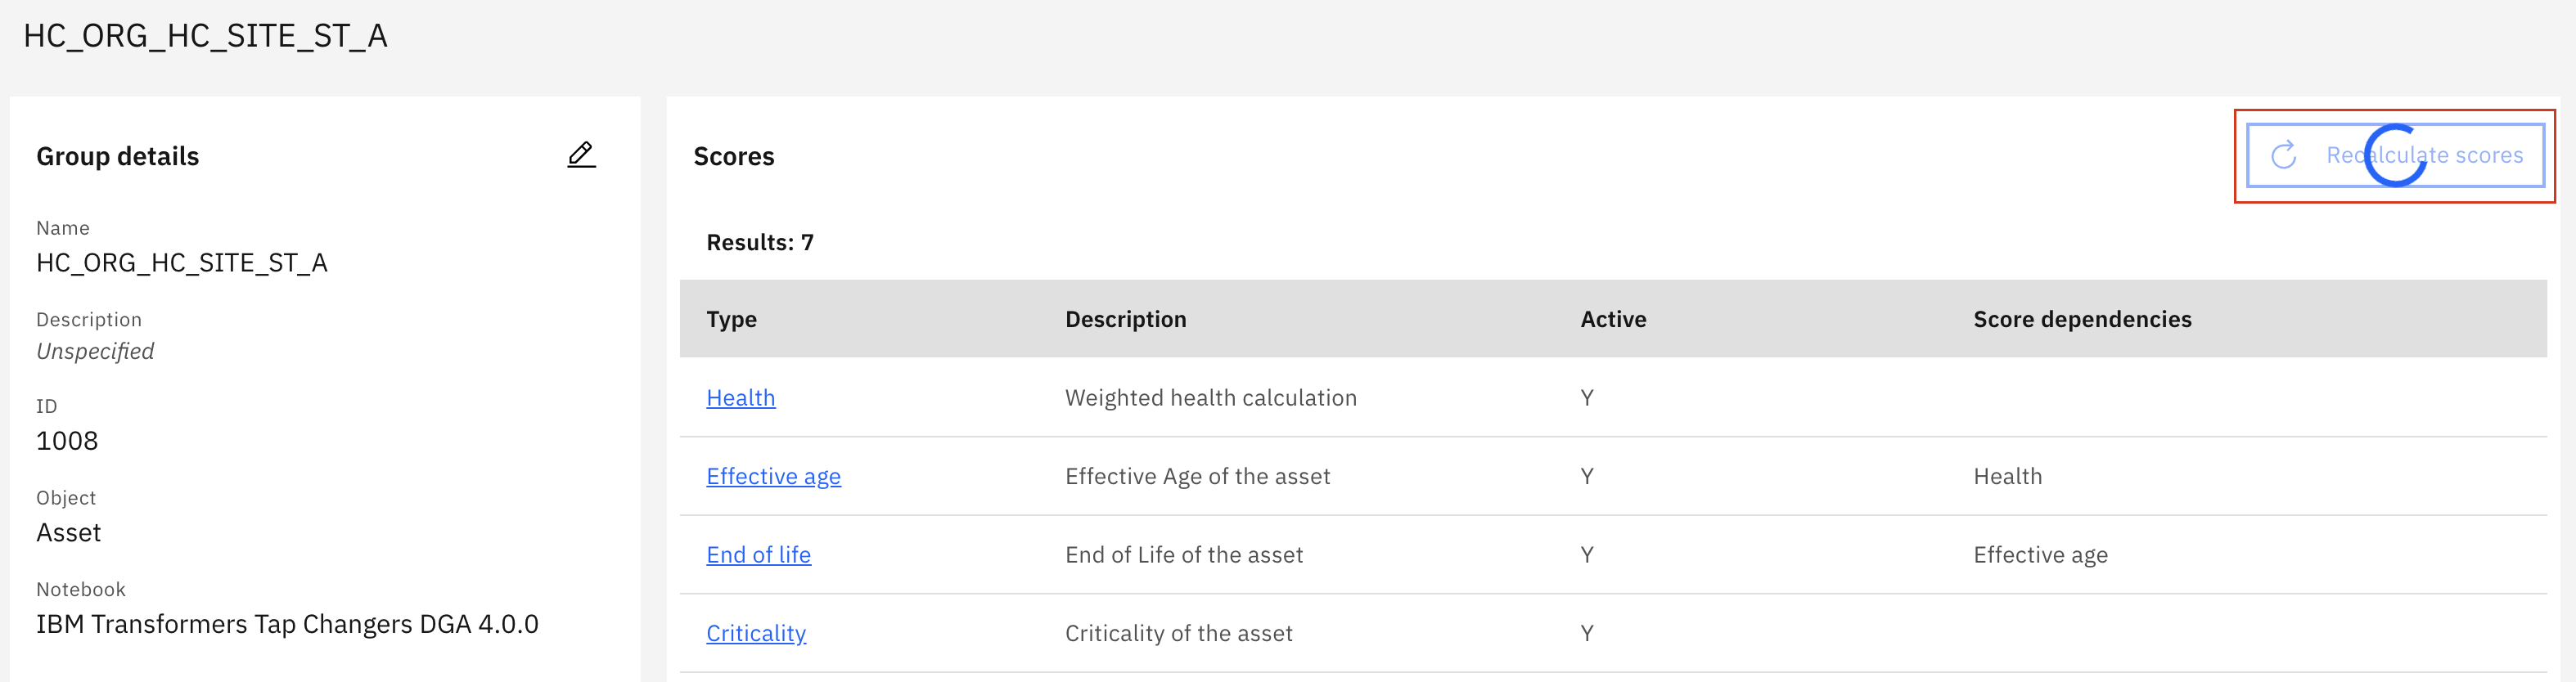 HC_ORG_HC_SITE_ST_A
Group details
Name
HC_ORG_HC_SITE_ST_A
Description
Unspecified
ID
1008
Object
Asset
Notebook
IBM Transformers Tap Changers DGA 4.0.0
Scores
Recalculate scores
Results: 7
Type Description Active Score dependencies
Health Weighted health calculation Y
Effective age Effective Age of the asset Y Health
End of life End of Life of the asset Y Effective age
Criticality Criticality of the asset Y